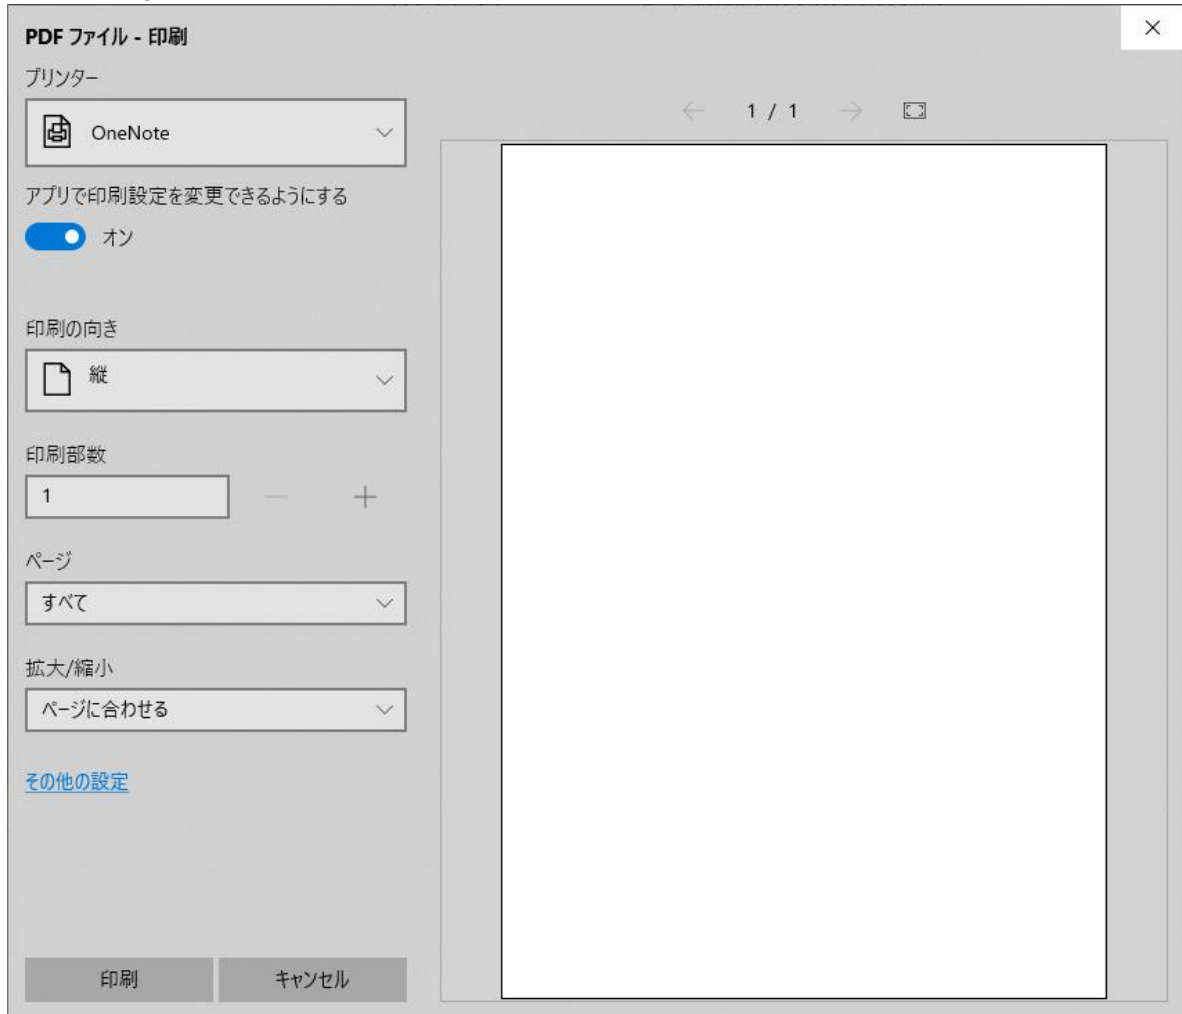 PDF ファイル - 印刷
プリンター
OneNote
アプリで印刷設定を変更できるようにする
オン
印刷の向き
縦
印刷部数
1
ページ
すべて
拡大/縮小
ページに合わせる
その他の設定
印刷 キャンセル
1 / 1